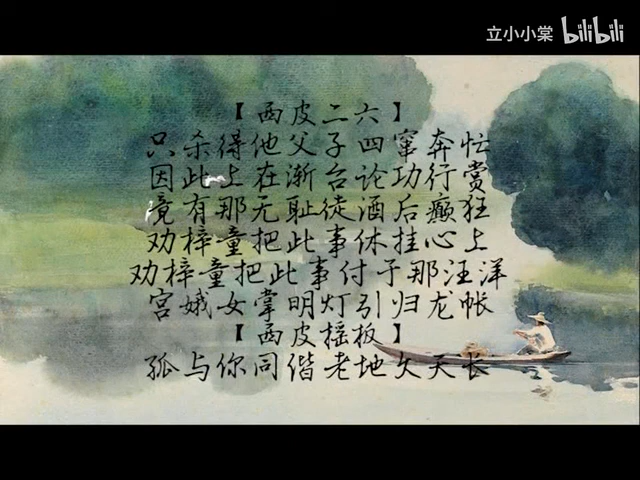 立小小棠 bilibili
【西皮二六】
只杀得他父子四窜奔忙
因此上在渐台论功行赏
竟有那无耻徒酒后癫狂
劝梓童把此事休挂心上
劝梓童把此事付于那汪洋
宫娥女掌明灯引归龙帐
【西皮摇板】
孤与你同偕老地久天长